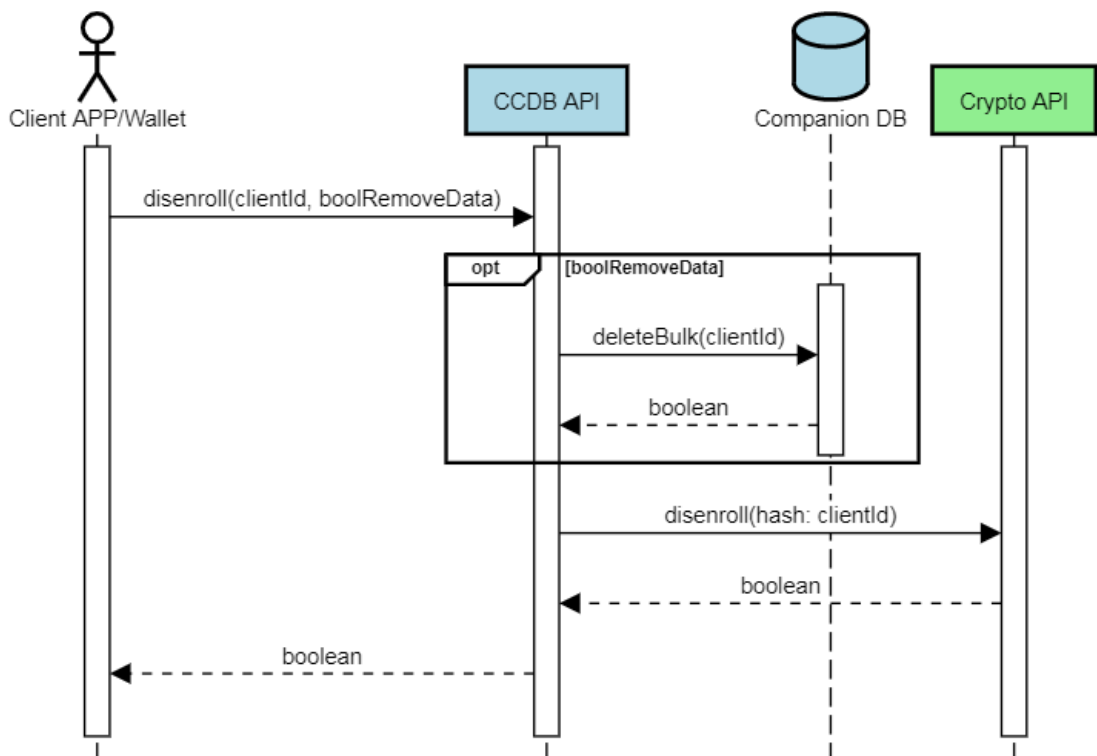 CCDB API
Crypto API
Client APP/Wallet
Companion DB
disenroll(clientId, boolRemoveData)
opt
[boolRemoveData]
deleteBulk(clientId)
boolean
disenroll(hash: clientId)
boolean
boolean